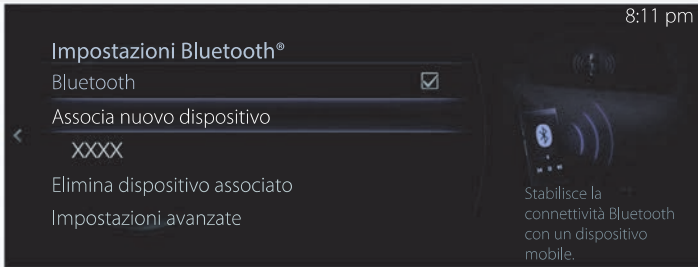 8:11 pm
Impostazioni Bluetooth®
Bluetooth
Associa nuovo dispositivo
XXXX
Elimina dispositivo associato
Impostazioni avanzate
Stabilisce la
connettività Bluetooth
con un dispositivo
mobile.